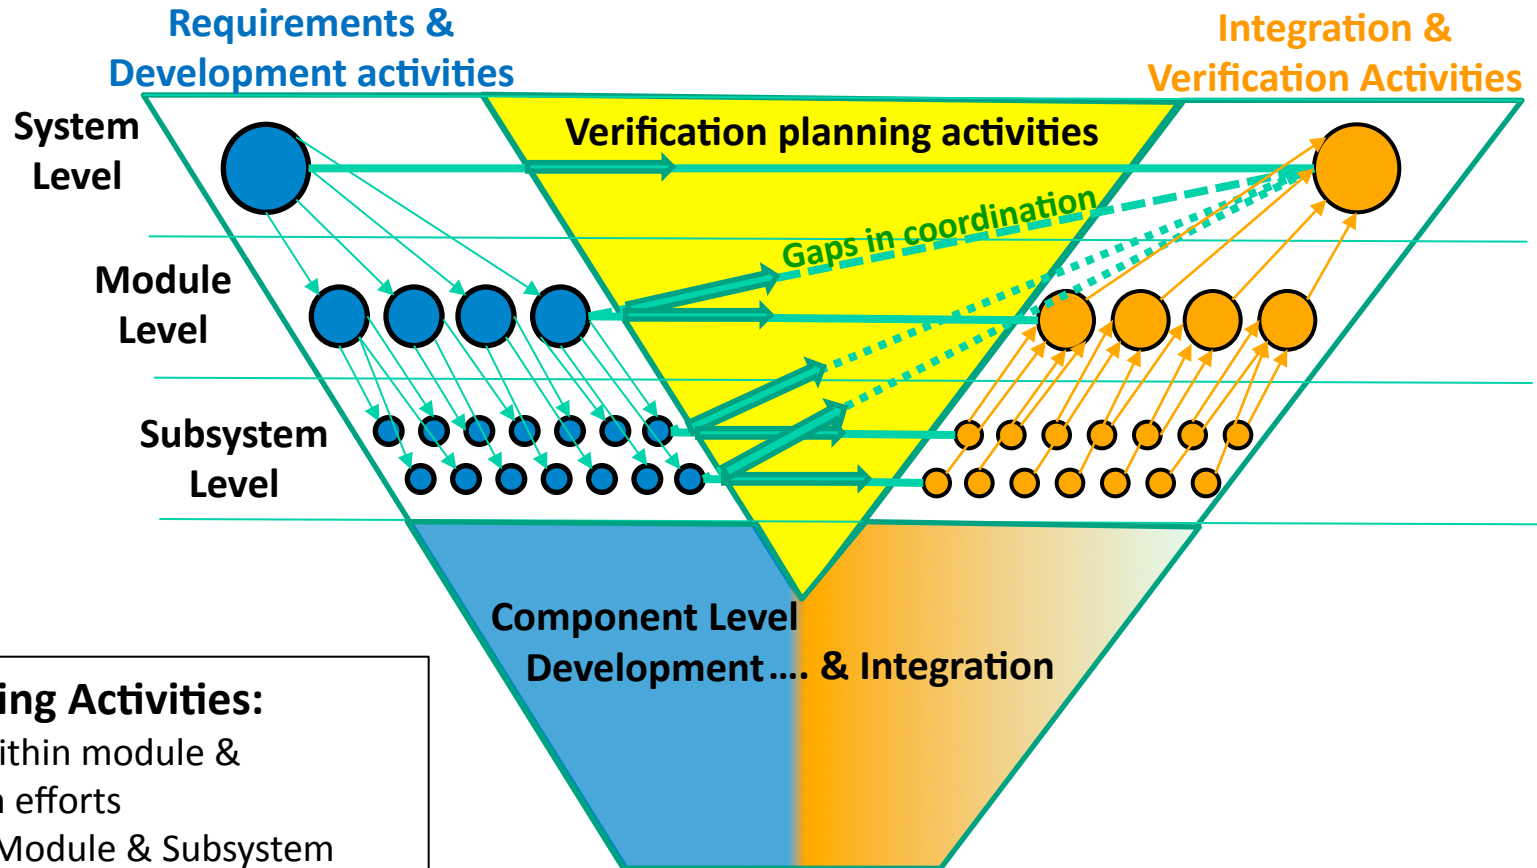 Requirements &
Development activities
Integration &
Verification Activities
System
Level
Verification planning activities
Gaps in coordination
Module
Level
Subsystem
Level
Component Level
Development.... & Integration
ing Activities:
ithin module &
efforts
Module & Subsystem